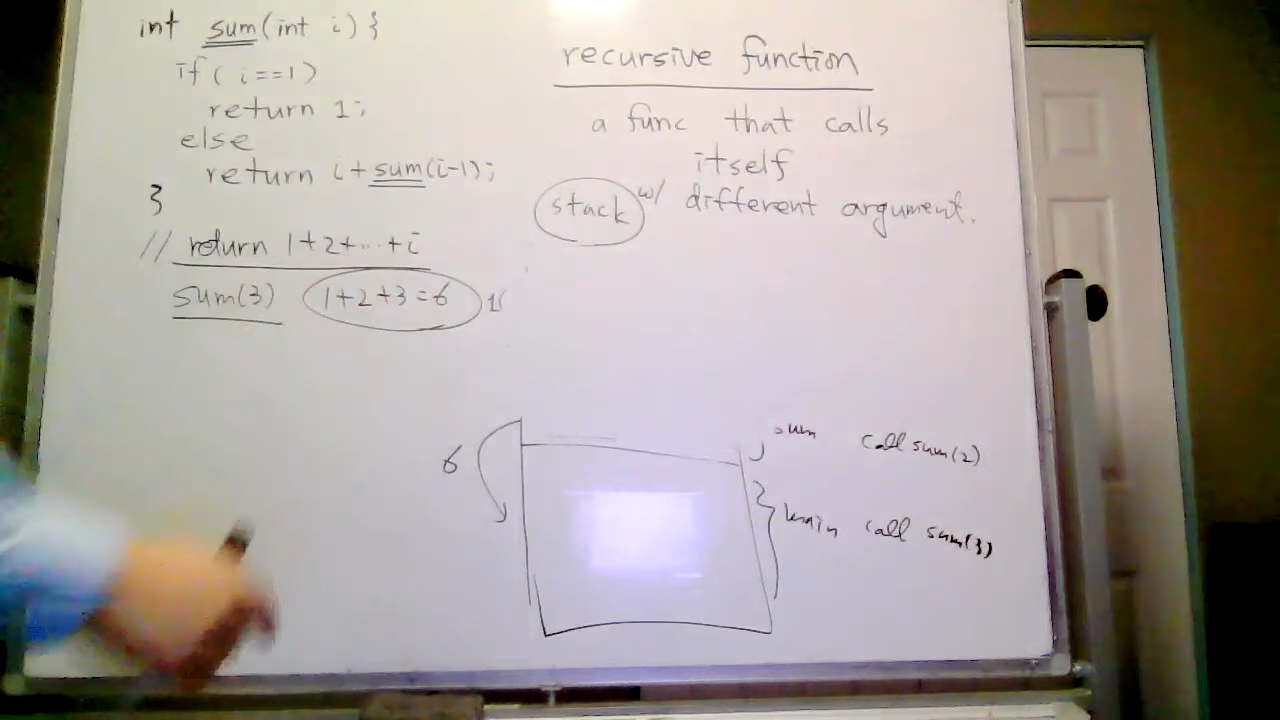 int sum(int i) {
if( i==1)
return 1;
else
return i+sum(i-1);
}
// return 1+2+...+i
sum(3) 1+2+3=6
recursive function
a func that calls
itself
stack w/ different argument.
6
sum call sum(2)
main call sum(3)